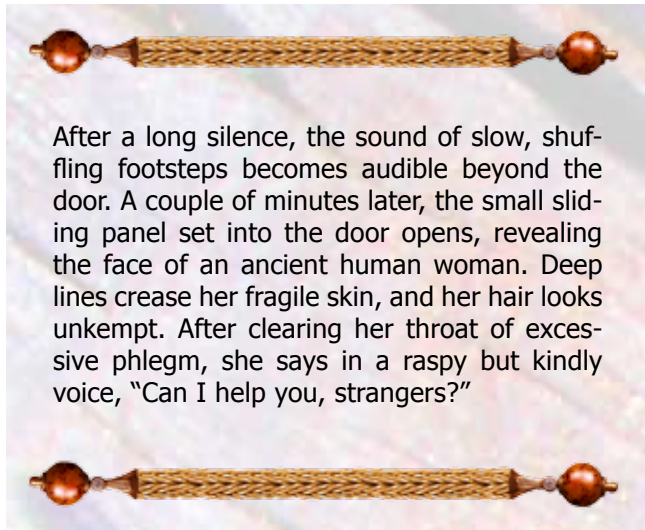 After a long silence, the sound of slow, shuf-
fling footsteps becomes audible beyond the
door. A couple of minutes later, the small slid-
ing panel set into the door opens, revealing
the face of an ancient human woman. Deep
lines crease her fragile skin, and her hair looks
unkempt. After clearing her throat of exces-
sive phlegm, she says in a raspy but kindly
voice, “Can I help you, strangers?”